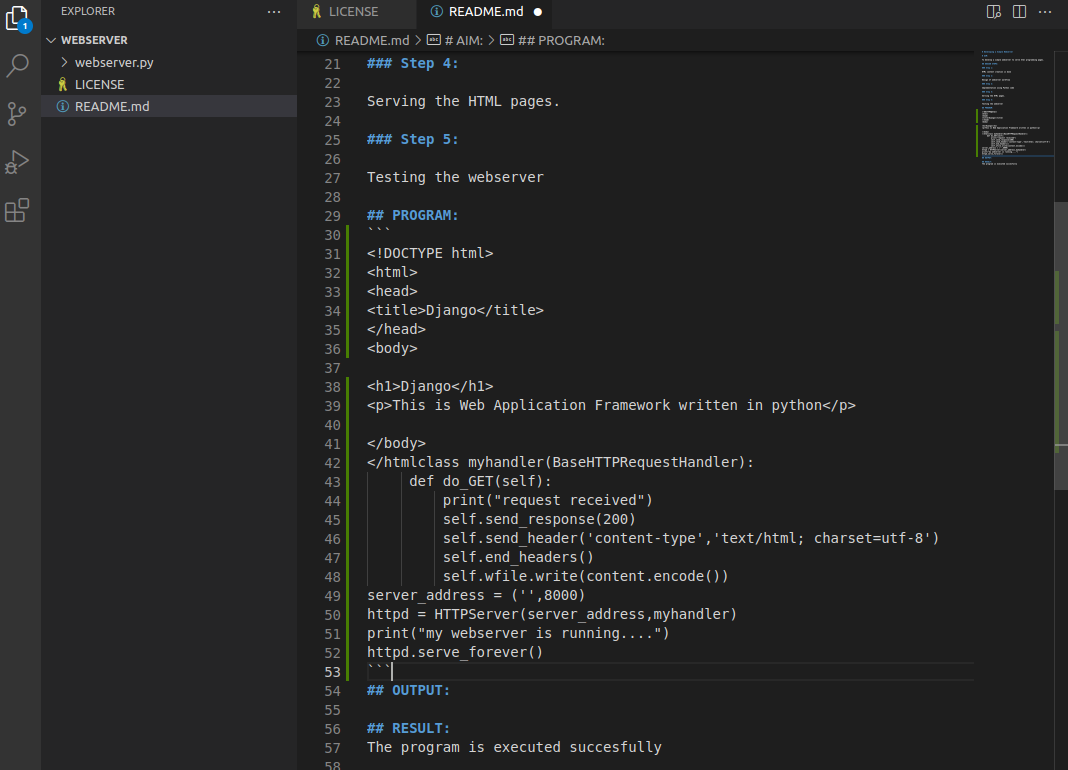 EXPLORER
LICENSE
README.md
1
WEBSERVER
README.md > # AIM: > ## PROGRAM:
webserver.py
LICENSE
README.md
21 ### Step 4:
22
23 Serving the HTML pages.
24
25 ### Step 5:
26
27 Testing the webserver
28
29 ## PROGRAM:
30 ```
31 <!DOCTYPE html>
32 <html>
33 <head>
34 <title>Django</title>
35 </head>
36 <body>
37
38 <h1>Django</h1>
39 <p>This is Web Application Framework written in python</p>
40
41 </body>
42 </htmlclass myhandler(BaseHTTPRequestHandler):
43      def do_GET(self):
44          print("request received")
45          self.send_response(200)
46          self.send_header('content-type','text/html; charset=utf-8')
47          self.end_headers()
48          self.wfile.write(content.encode())
49 server_address = ('',8000)
50 httpd = HTTPServer(server_address,myhandler)
51 print("my webserver is running....")
52 httpd.serve_forever()
53 ```
54 ## OUTPUT:
55
56 ## RESULT:
57 The program is executed succesfully
58